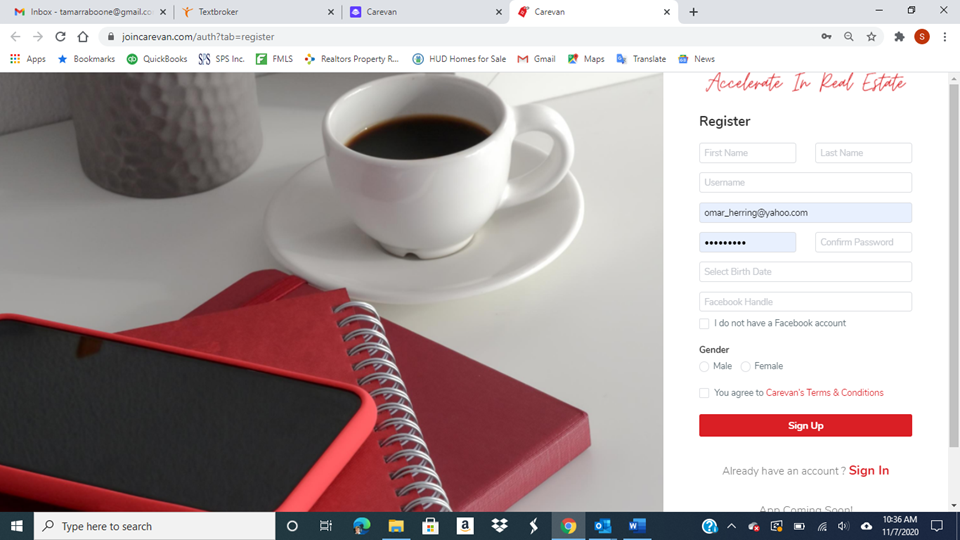 Inbox - tamarraboone@gmail.co
Textbroker
Carevan
Carevan
joincarevan.com/auth?tab=register
S
Apps
Bookmarks
QuickBooks
SPS SPS Inc.
FMLS
Realtors Property R...
HUD Homes for Sale
Gmail
Maps
Translate
News
Accelerate In Real Estate
Register
First Name Last Name
Username
omar_herring@yahoo.com
Confirm Password
Select Birth Date
Facebook Handle
I do not have a Facebook account
Gender
Male Female
You agree to Carevan's Terms & Conditions
Sign Up
Already have an account ? Sign In
App Coming Soon!
Type here to search
10:36 AM
11/7/2020